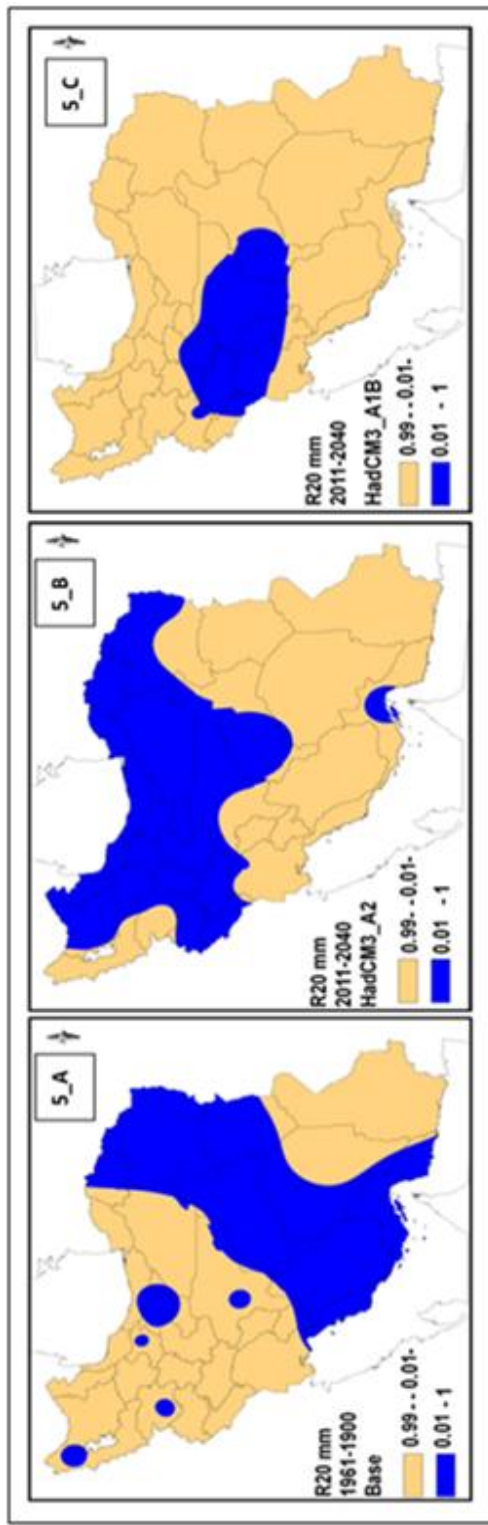 5_A
R20 mm
1961-1900
Base
0.99 - - 0.01-
0.01 - 1
5_B
R20 mm
2011-2040
HadCM3_A2
0.99- - 0.01-
0.01 - 1
5_C
R20 mm
2011-2040
HadCM3_A1B
0.99 - - 0.01-
0.01 - 1